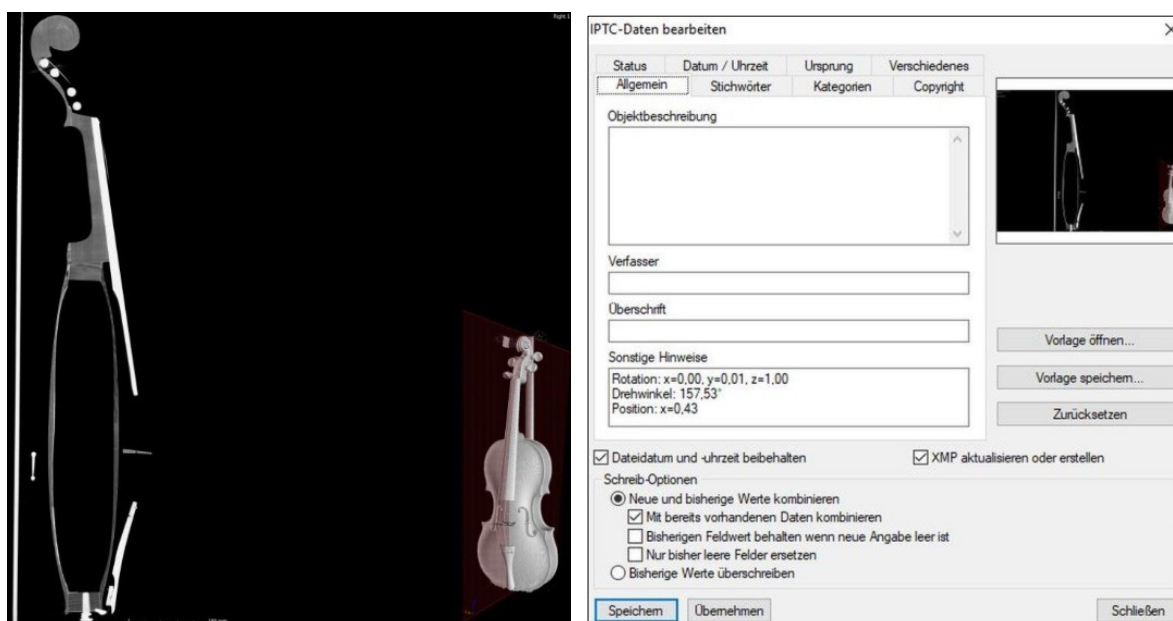 Right 1
IPTC-Daten bearbeiten
Status Datum / Uhrzeit Ursprung Verschiedenes
Allgemein Stichwörter Kategorien Copyright
Objektbeschreibung
Verfasser
Überschrift
Sonstige Hinweise
Rotation: x=0,00, y=0,01, z=1,00
Drehwinkel: 157,53°
Position: x=0,43
Vorlage öffnen...
Vorlage speichern...
Zurücksetzen
Dateidatum und -uhrzeit beibehalten
XMP aktualisieren oder erstellen
Schreib-Optionen
Neue und bisherige Werte kombinieren
Mit bereits vorhandenen Daten kombinieren
Bisherigen Feldwert behalten wenn neue Angabe leer ist
Nur bisher leere Felder ersetzen
Bisherige Werte überschreiben
Speichern Übernehmen Schließen